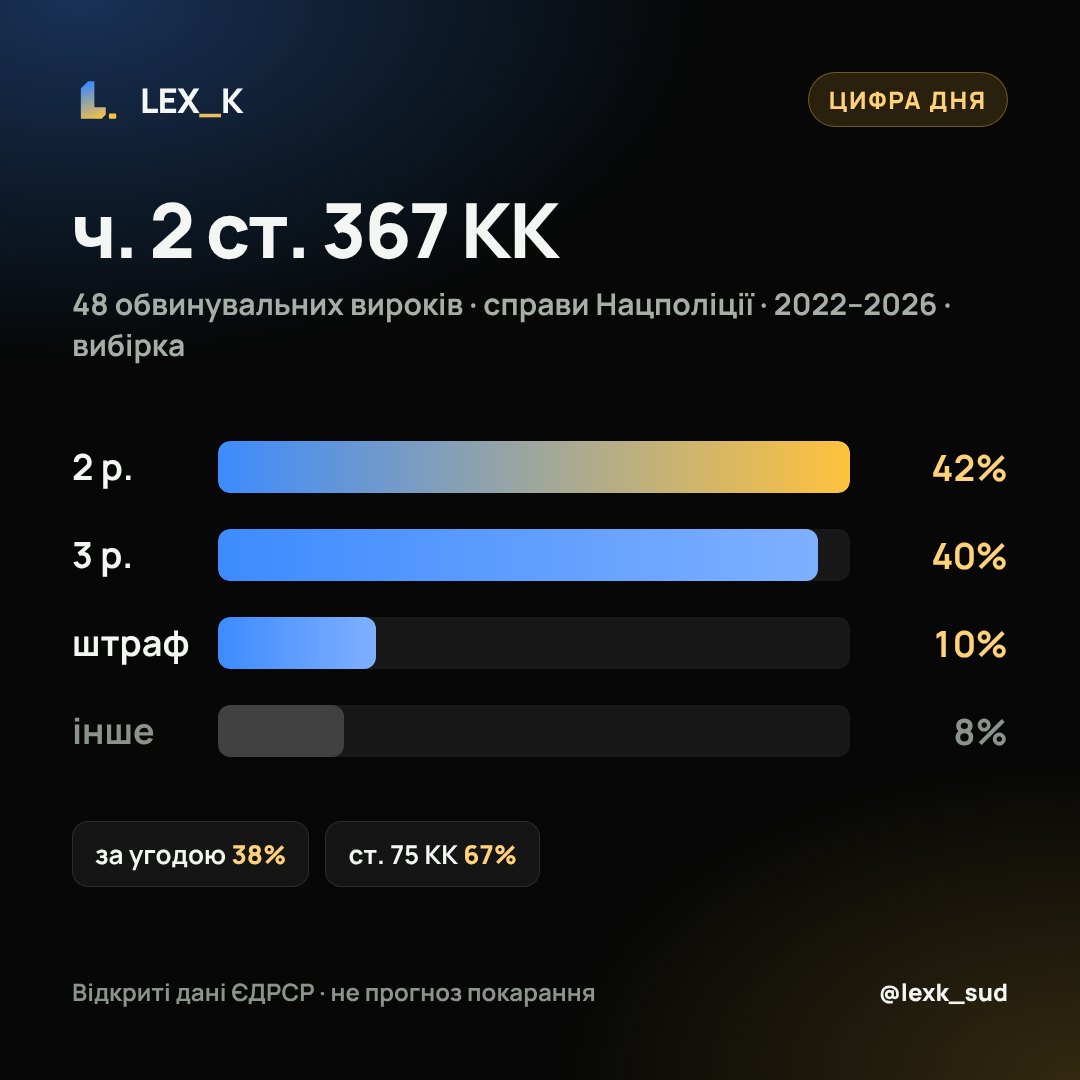 LEX_K
ЦИФРА ДНЯ
ч. 2 ст. 367 КК
48 обвинувальних вироків · справи Нацполіції · 2022–2026 ·
вибірка
2 р. 42%
3 р. 40%
штраф 10%
інше 8%
за угодою 38%
ст. 75 КК 67%
Відкриті дані ЄДРСР · не прогноз покарання
@lexk_sud